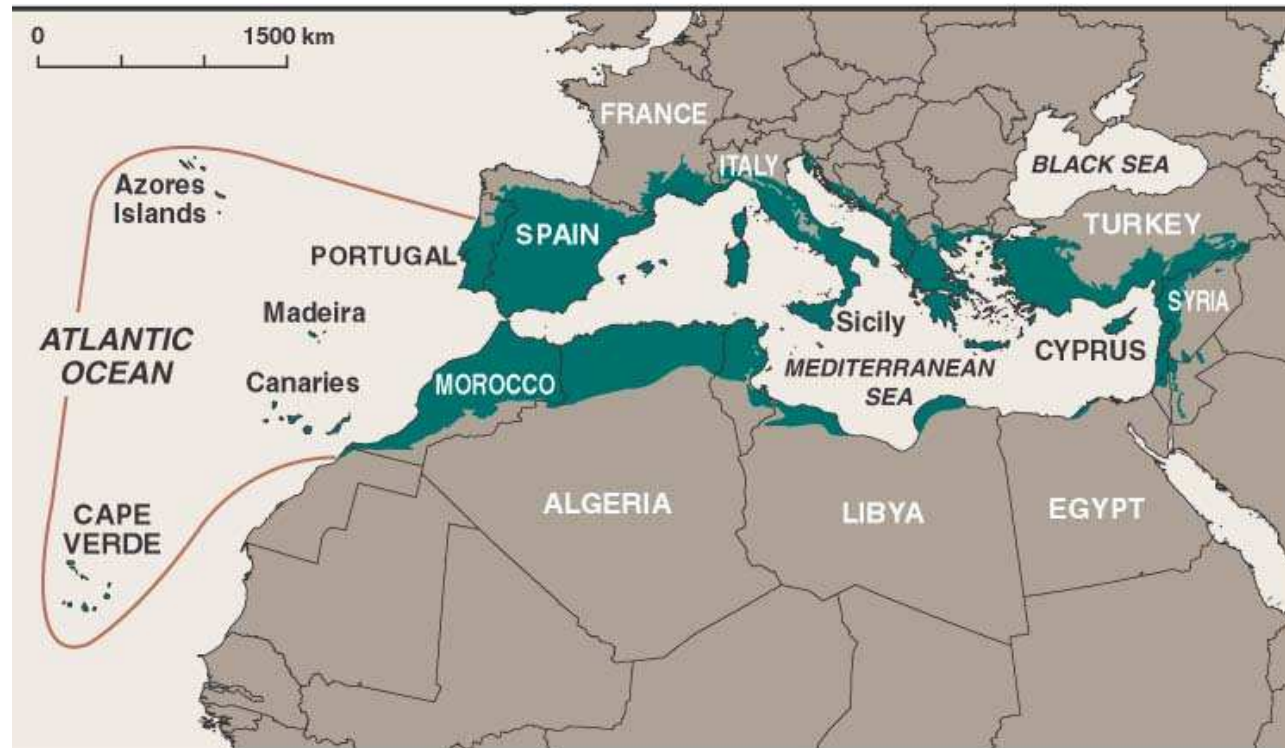 0 1500 km
FRANCE
ITALY
BLACK SEA
Azores
Islands
SPAIN
TURKEY
PORTUGAL
Madeira
SYRIA
Sicily
ATLANTIC
OCEAN
CYPRUS
MEDITERRANEAN
SEA
Canaries
MOROCCO
ALGERIA
LIBYA
EGYPT
CAPE
VERDE